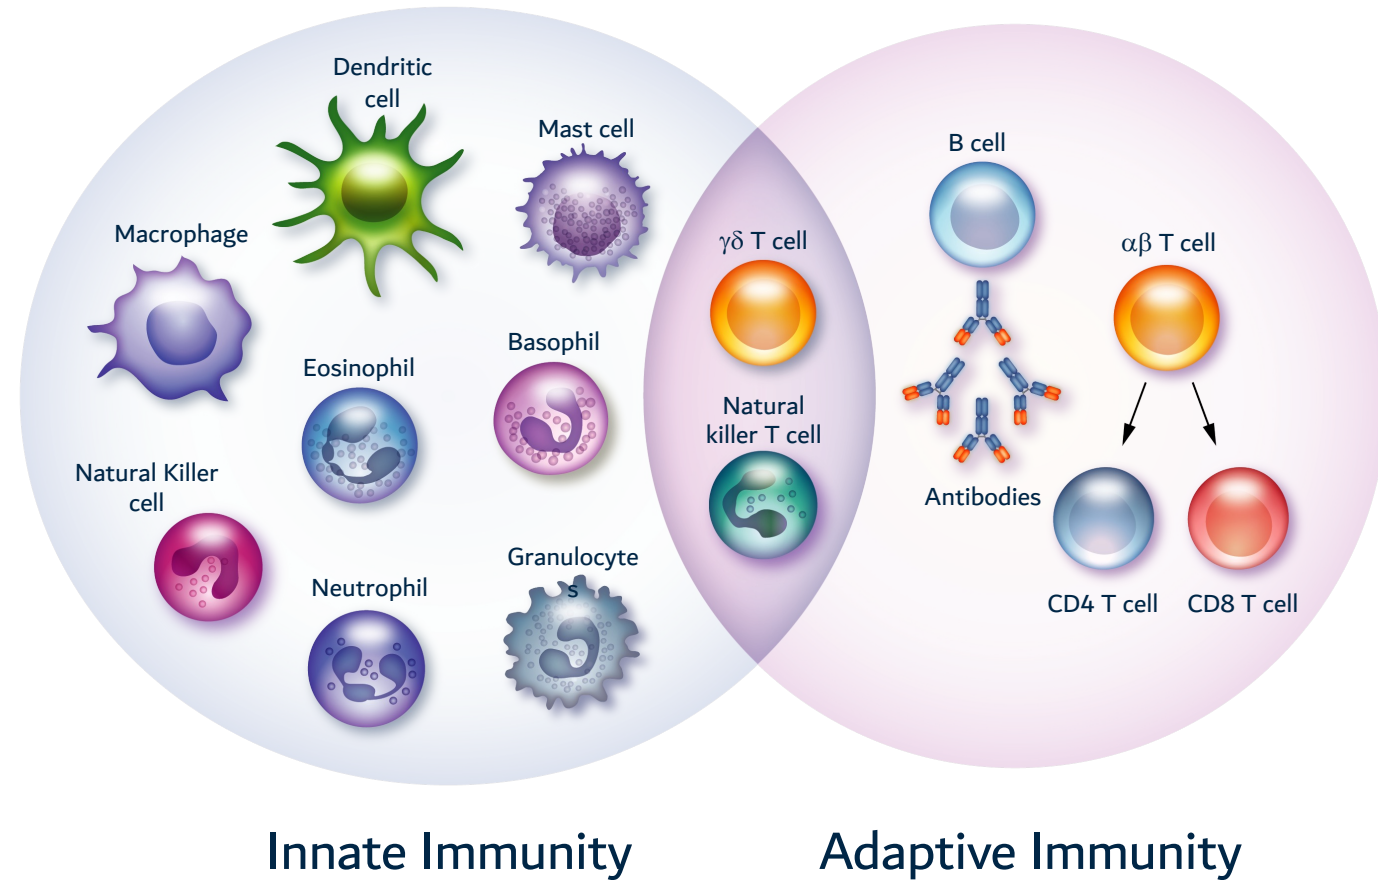 Dendritic
cell
Mast cell
Macrophage
Eosinophil
Basophil
Natural Killer
cell
Neutrophil
Granulocyte
s
γδ T cell
Natural
killer T cell
B cell
Antibodies
αβ T cell
CD4 T cell
CD8 T cell
Innate Immunity
Adaptive Immunity